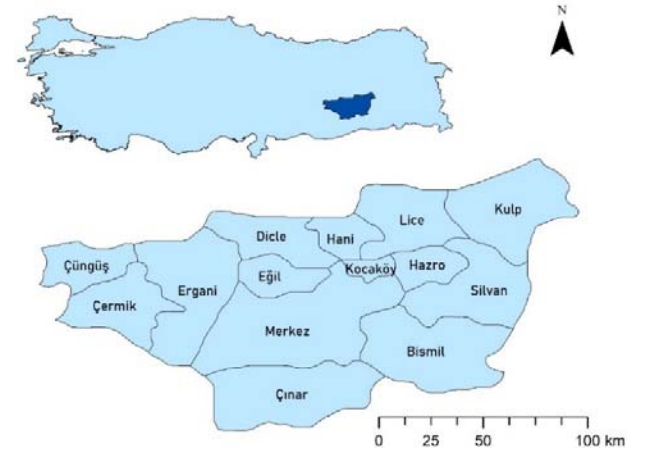 N
Kulp
Lice
Dicle
Hani
Çüngüş
Eğil
Kocaköy
Hazro
Ergani
Silvan
Çermik
Merkez
Bismil
Çınar
0 25 50 100 km